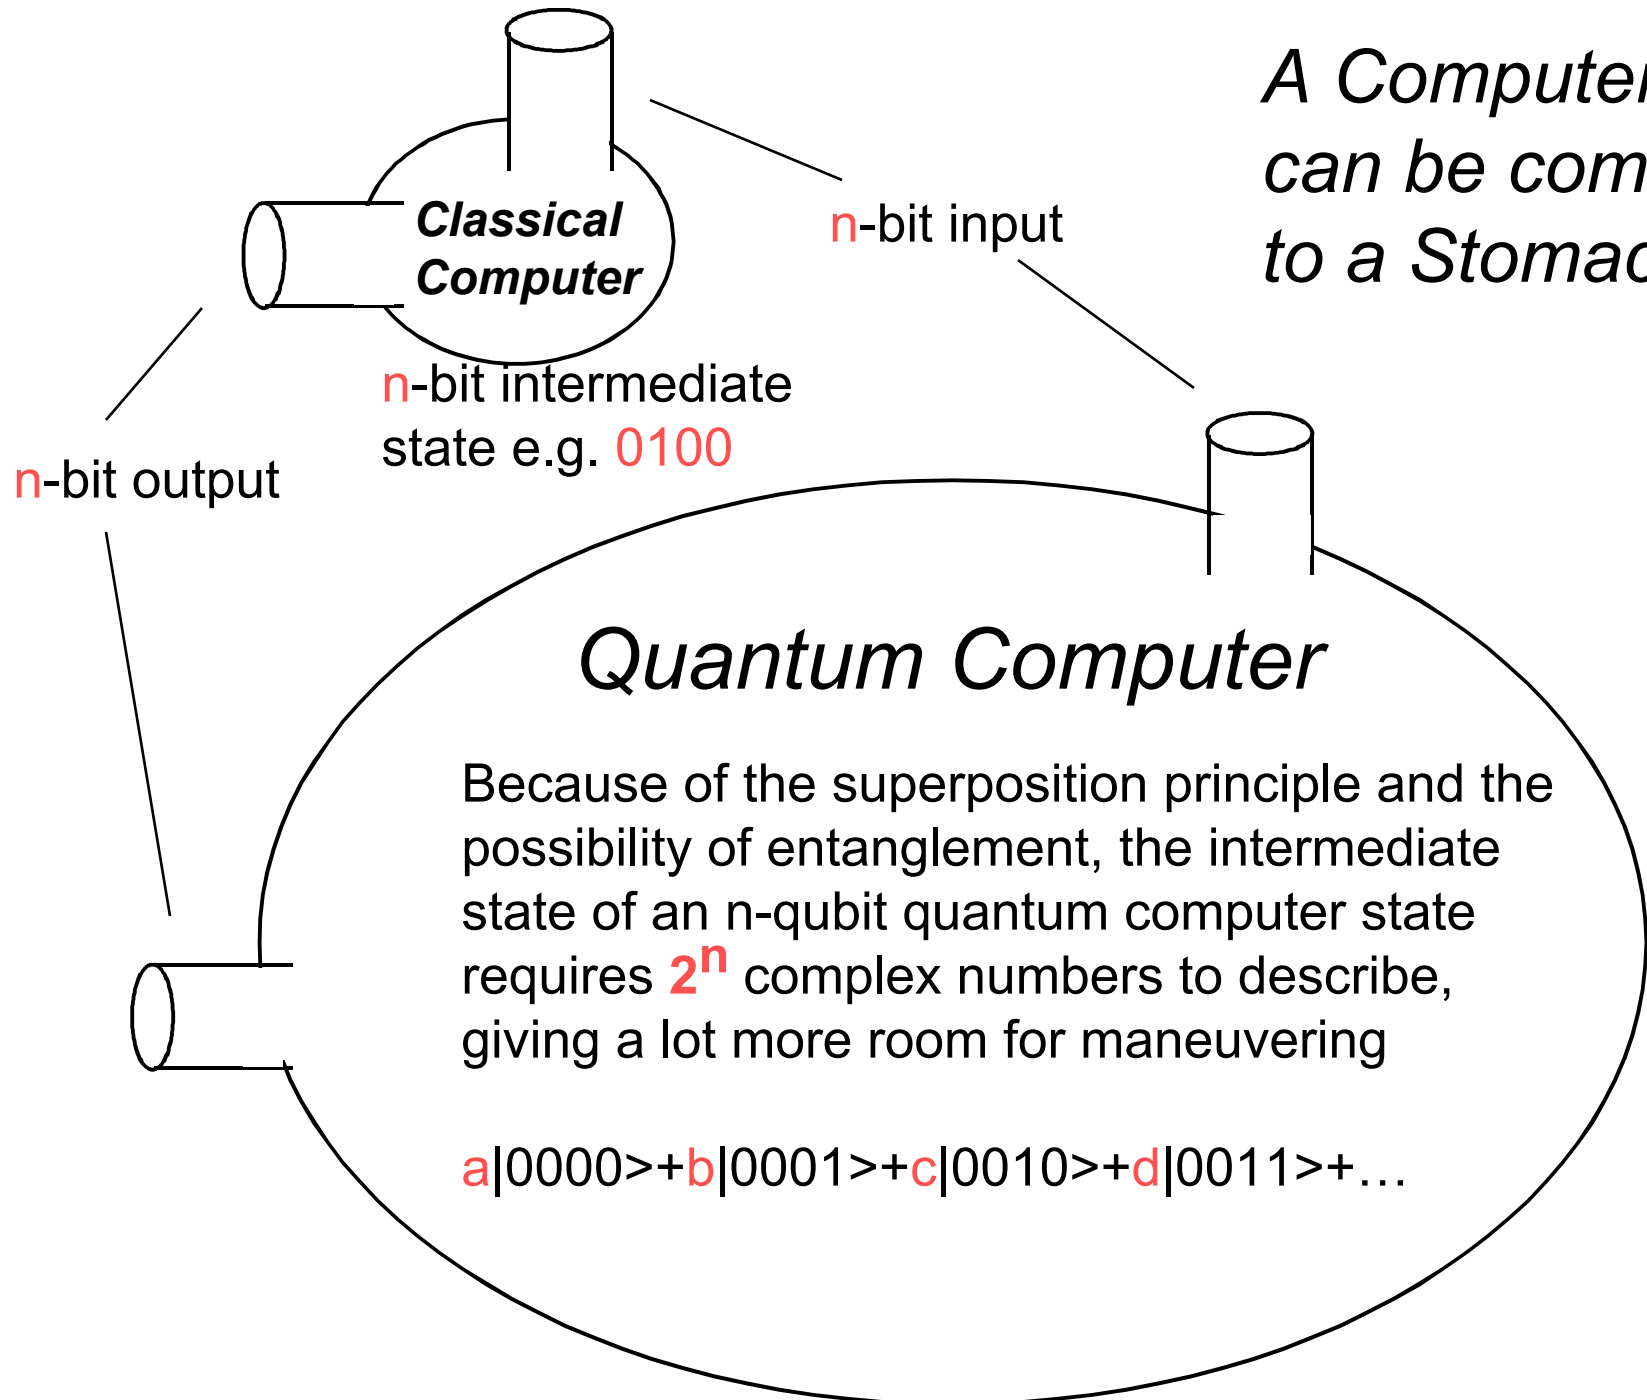 A Computer
can be com
to a Stomac
Classical
Computer
n-bit input
n-bit intermediate
state e.g. 0100
n-bit output
Quantum Computer
Because of the superposition principle and the
possibility of entanglement, the intermediate
state of an n-qubit quantum computer state
requires 2ⁿ complex numbers to describe,
giving a lot more room for maneuvering
a|0000>+b|0001>+c|0010>+d|0011>+…